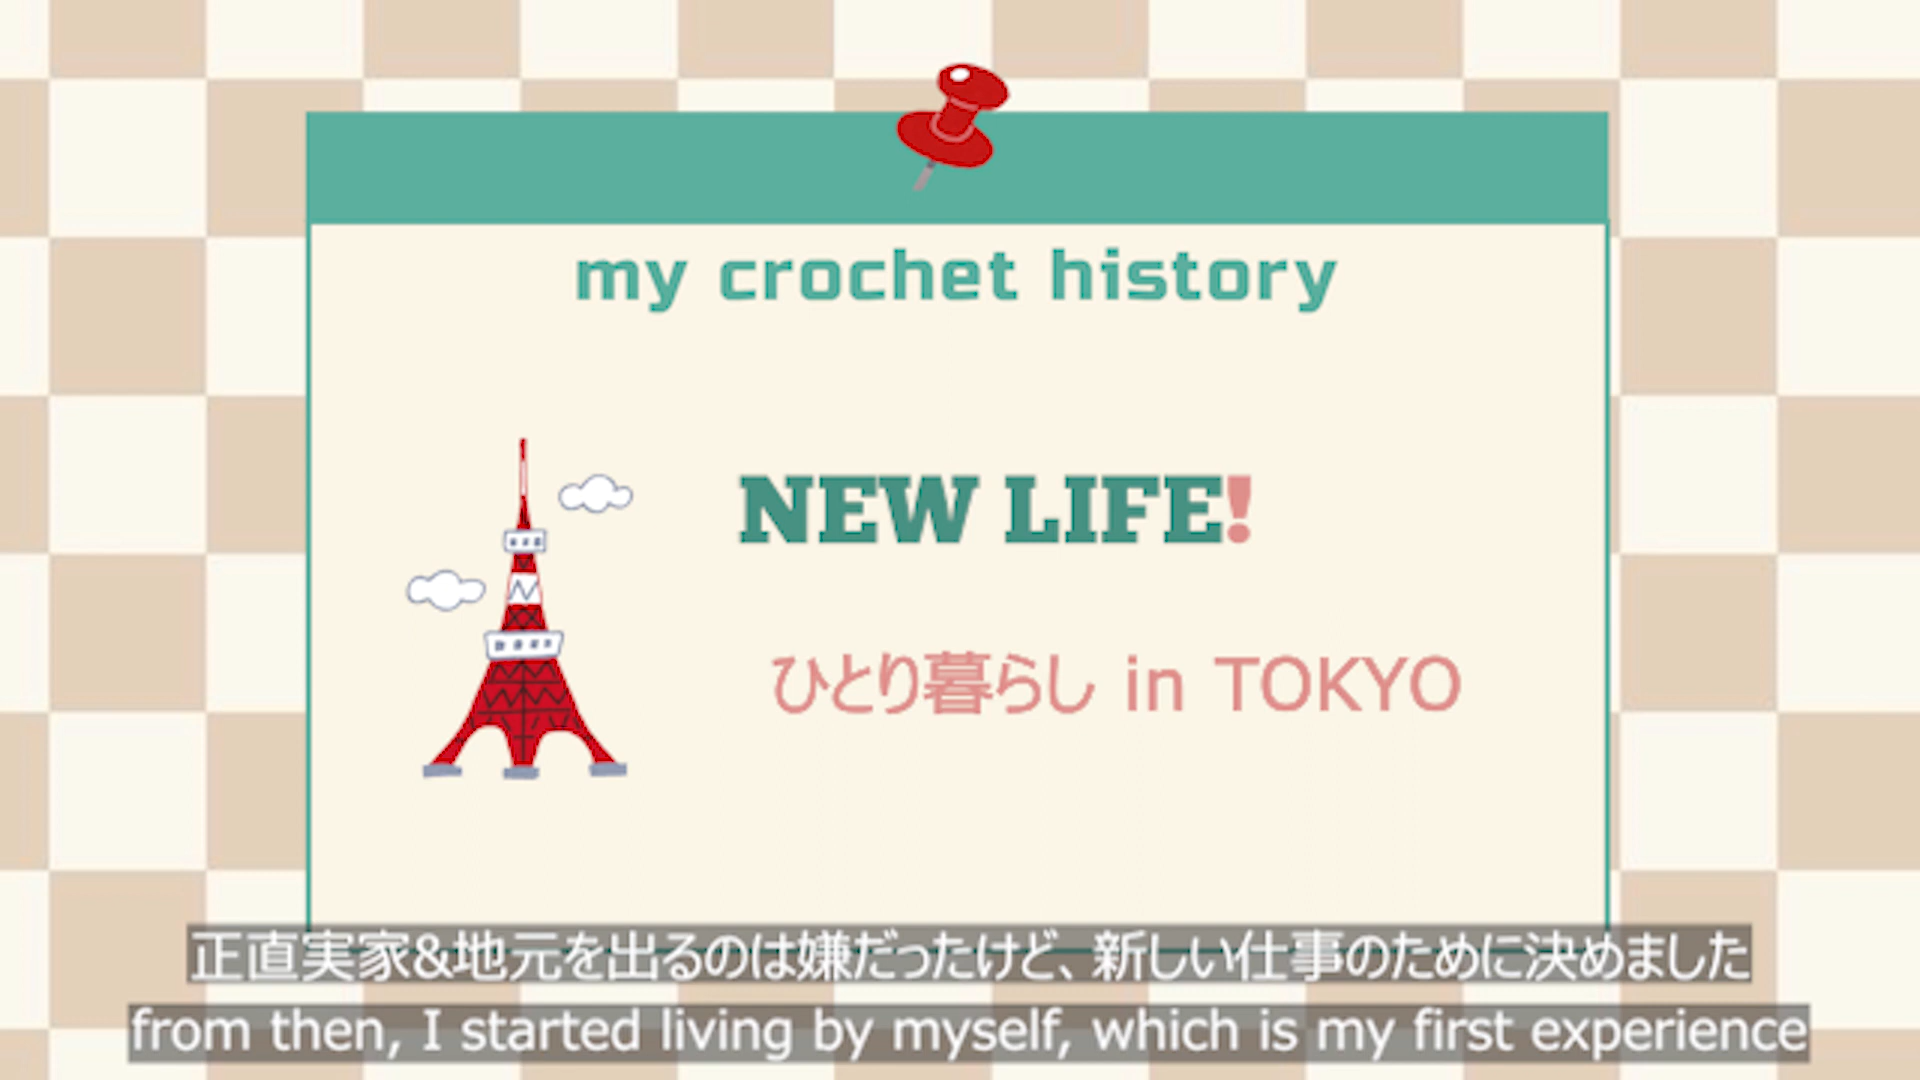 my crochet history
NEW LIFE!
ひとり暮らし in TOKYO
正直実家&地元を出るのは嫌だったけど、新しい仕事のために決めました
from then, I started living by myself, which is my first experience